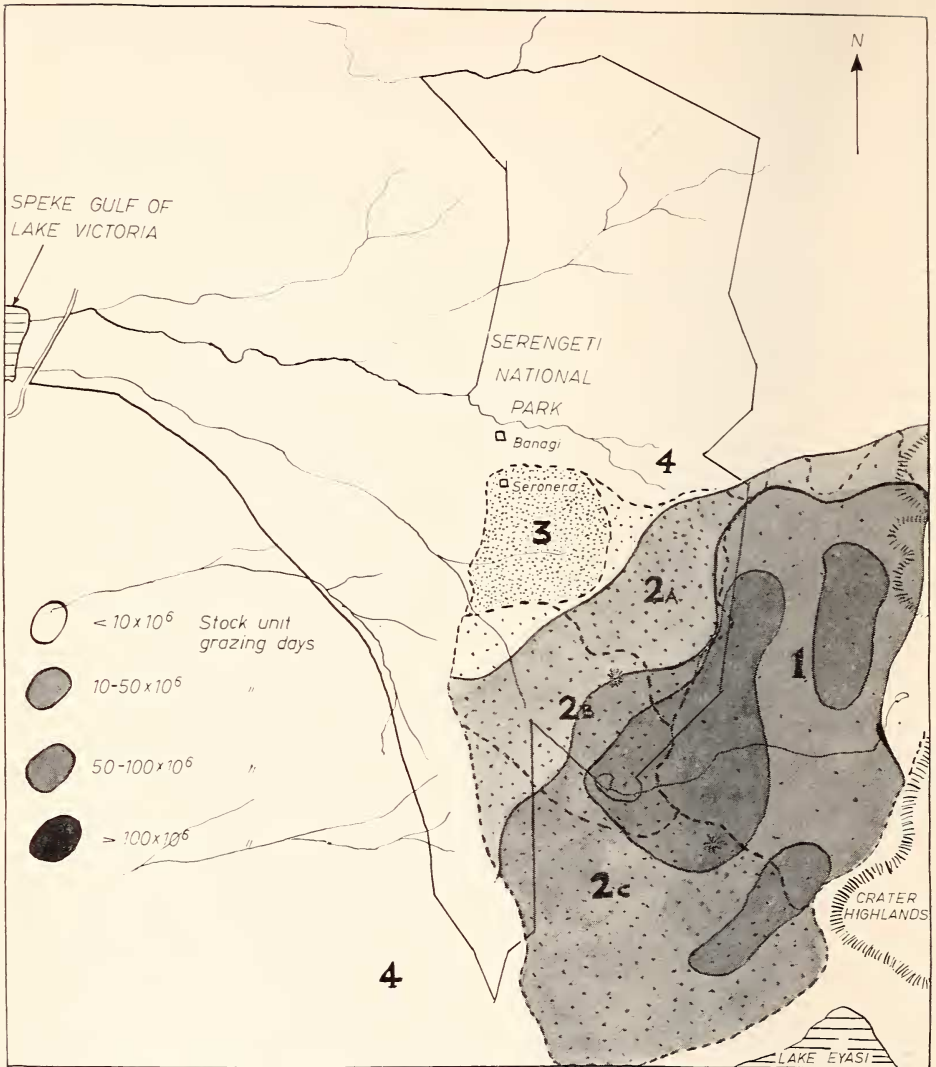 N
SPEKE GULF OF
LAKE VICTORIA
SERENGETI
NATIONAL
PARK
Banagi
4
Seronera
3
2A
< 10 x 10⁶ Stock unit
grazing days
1
10-50 x 10⁶ "
2B
50-100 x 10⁶ "
> 100 x 10⁶ "
2C
CRATER
HIGHLANDS
4
LAKE EYASI